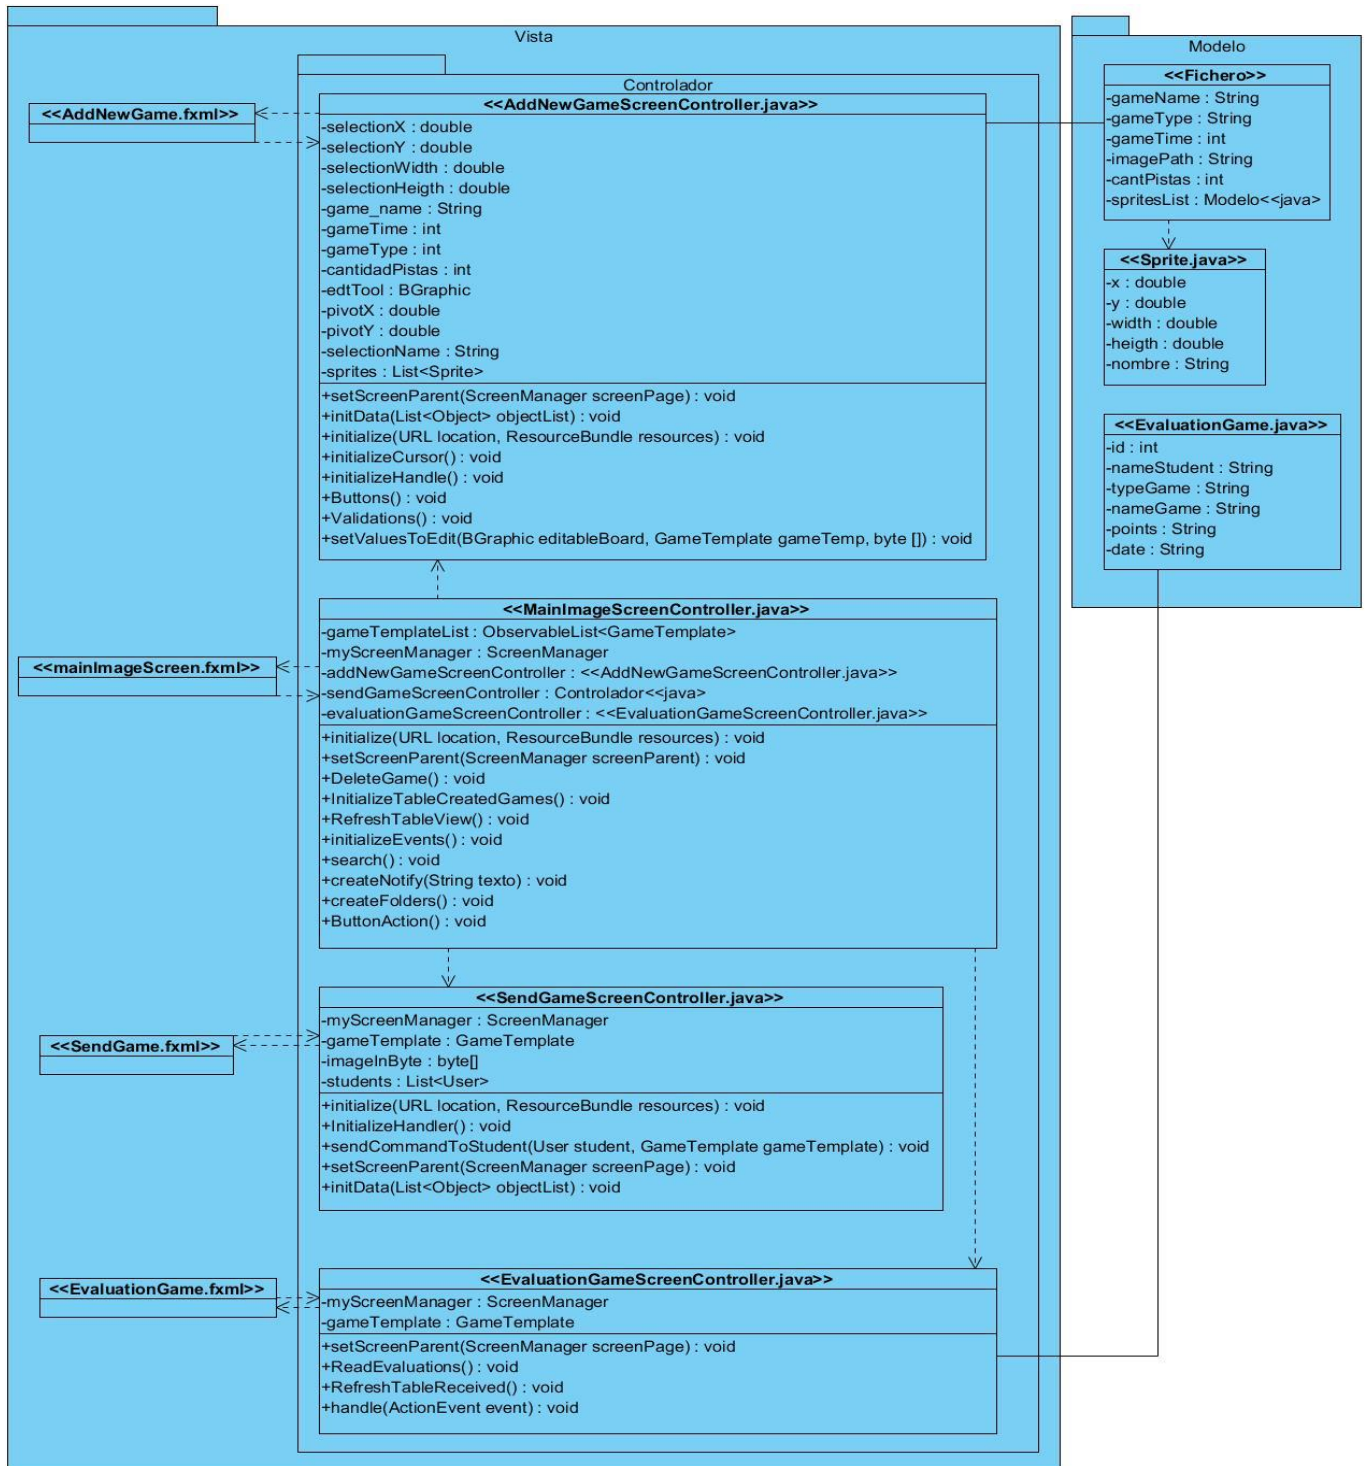 Vista
Controlador
<<AddNewGame.fxml>>
<<AddNewGameScreenController.java>>
-selectionX : double
-selectionY : double
-selectionWidth : double
-selectionHeigth : double
-game_name : String
-gameTime : int
-gameType : int
-cantidadPistas : int
-edtTool : BGraphic
-pivotX : double
-pivotY : double
-selectionName : String
-sprites : List<Sprite>
+setScreenParent(ScreenManager screenPage) : void
+initData(List<Object> objectList) : void
+initialize(URL location, ResourceBundle resources) : void
+initializeCursor() : void
+initializeHandle() : void
+Buttons() : void
+Validations() : void
+setValuesToEdit(BGraphic editableBoard, GameTemplate gameTemp, byte []) : void
<<mainImageScreen.fxml>>
<<MainImageScreenController.java>>
-gameTemplateList : ObservableList<GameTemplate>
-myScreenManager : ScreenManager
-addNewGameScreenController : <<AddNewGameScreenController.java>>
-sendGameScreenController : Controlador<<java>
-evaluationGameScreenController : <<EvaluationGameScreenController.java>>
+initialize(URL location, ResourceBundle resources) : void
+setScreenParent(ScreenManager screenParent) : void
+DeleteGame() : void
+InitializeTableCreatedGames() : void
+RefreshTableView() : void
+initializeEvents() : void
+search() : void
+createNotify(String texto) : void
+createFolders() : void
+ButtonAction() : void
<<SendGame.fxml>>
<<SendGameScreenController.java>>
-myScreenManager : ScreenManager
-gameTemplate : GameTemplate
-imageInByte : byte[]
-students : List<User>
+initialize(URL location, ResourceBundle resources) : void
+InitializeHandler() : void
+sendCommandToStudent(User student, GameTemplate gameTemplate) : void
+setScreenParent(ScreenManager screenPage) : void
+initData(List<Object> objectList) : void
<<EvaluationGame.fxml>>
<<EvaluationGameScreenController.java>>
-myScreenManager : ScreenManager
-gameTemplate : GameTemplate
+setScreenParent(ScreenManager screenPage) : void
+ReadEvaluations() : void
+RefreshTableReceived() : void
+handle(ActionEvent event) : void
Modelo
<<Fichero>>
-gameName : String
-gameType : String
-gameTime : int
-imagePath : String
-cantPistas : int
-spritesList : Modelo<<java>
<<Sprite.java>>
-x : double
-y : double
-width : double
-heigth : double
-nombre : String
<<EvaluationGame.java>>
-id : int
-nameStudent : String
-typeGame : String
-nameGame : String
-points : String
-date : String